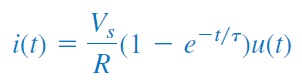 i(t) = V_s/R (1 − e^{−t/τ})u(t)